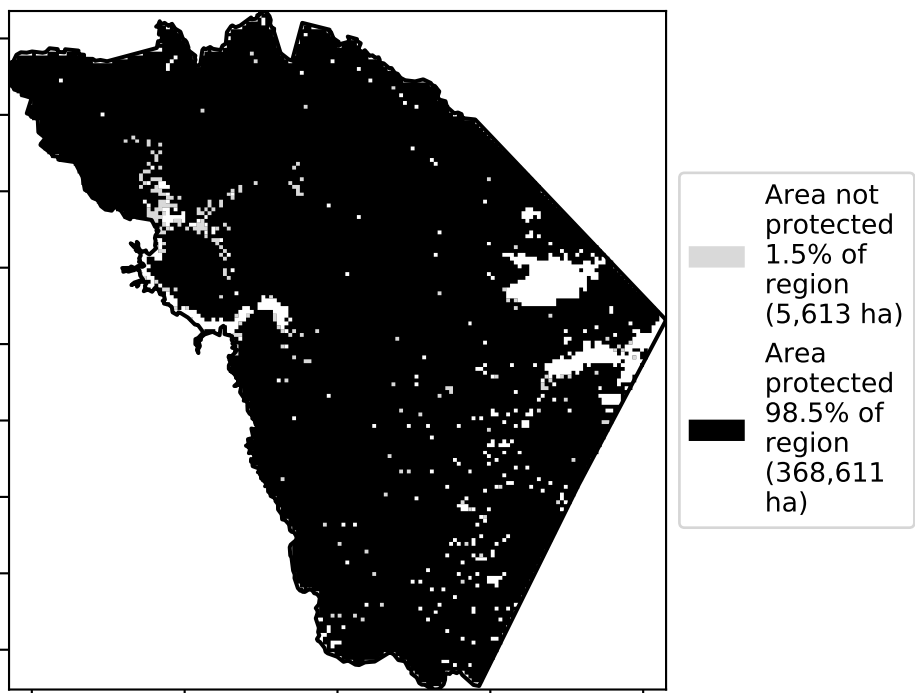 Area not
protected
1.5% of
region
(5,613 ha)
Area
protected
98.5% of
region
(368,611
ha)